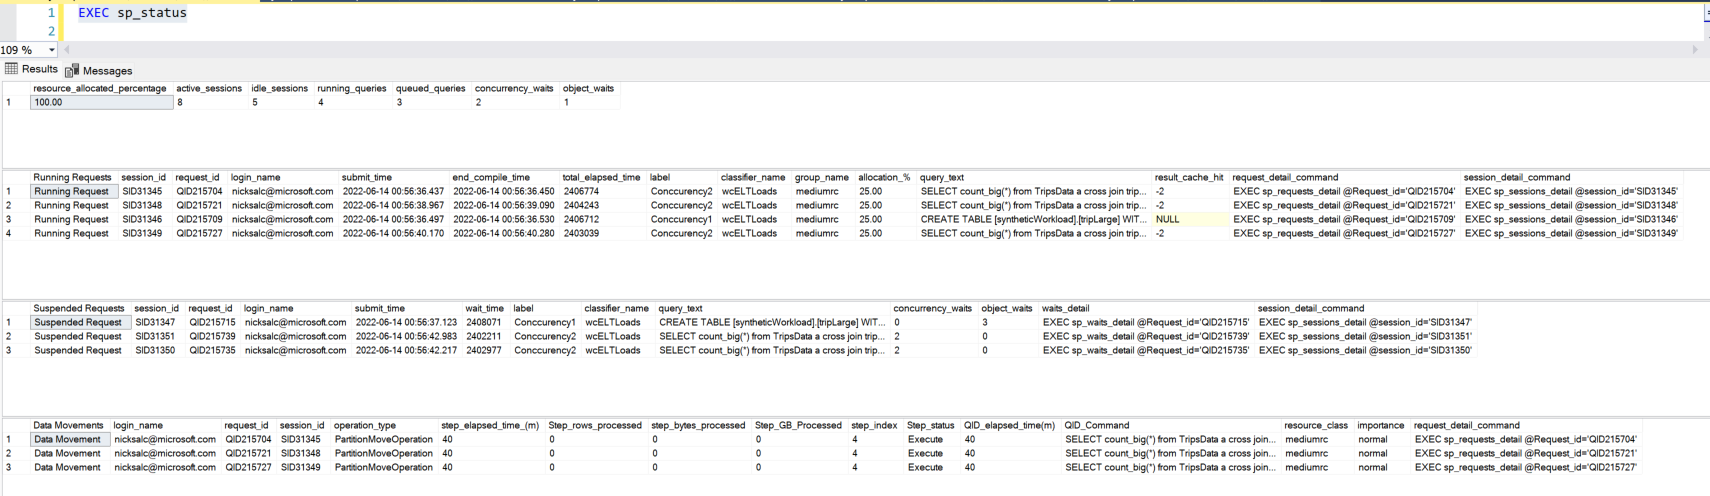 1 EXEC sp_status
2
109 %
Results Messages
resource_allocated_percentage active_sessions idle_sessions running_queries queued_queries concurrency_waits object_waits
1 100.00 8 5 4 3 2 1
Running Requests session_id request_id login_name submit_time end_compile_time total_elapsed_time label classifier_name group_name allocation_% query_text result_cache_hit request_detail_command session_detail_command
1 Running Request SID31345 QID215704 nicksalc@microsoft.com 2022-06-14 00:56:36.437 2022-06-14 00:56:36.450 2406774 Conccurency2 wcELTLoads mediumrc 25.00 SELECT count_big(*) from TripsData a cross join trip... -2 EXEC sp_requests_detail @Request_id='QID215704' EXEC sp_sessions_detail @session_id='SID31345'
2 Running Request SID31348 QID215721 nicksalc@microsoft.com 2022-06-14 00:56:38.967 2022-06-14 00:56:39.090 2404243 Conccurency2 wcELTLoads mediumrc 25.00 SELECT count_big(*) from TripsData a cross join trip... -2 EXEC sp_requests_detail @Request_id='QID215721' EXEC sp_sessions_detail @session_id='SID31348'
3 Running Request SID31346 QID215709 nicksalc@microsoft.com 2022-06-14 00:56:36.497 2022-06-14 00:56:36.530 2406712 Conccurency1 wcELTLoads mediumrc 25.00 CREATE TABLE [syntheticWorkload].[tripLarge] WIT... NULL EXEC sp_requests_detail @Request_id='QID215709' EXEC sp_sessions_detail @session_id='SID31346'
4 Running Request SID31349 QID215727 nicksalc@microsoft.com 2022-06-14 00:56:40.170 2022-06-14 00:56:40.280 2403039 Conccurency2 wcELTLoads mediumrc 25.00 SELECT count_big(*) from TripsData a cross join trip... -2 EXEC sp_requests_detail @Request_id='QID215727' EXEC sp_sessions_detail @session_id='SID31349'
Suspended Requests session_id request_id login_name submit_time wait_time label classifier_name query_text concurrency_waits object_waits waits_detail session_detail_command
1 Suspended Request SID31347 QID215715 nicksalc@microsoft.com 2022-06-14 00:56:37.123 2408071 Conccurency1 wcELTLoads CREATE TABLE [syntheticWorkload].[tripLarge] WIT... 0 3 EXEC sp_waits_detail @Request_id='QID215715' EXEC sp_sessions_detail @session_id='SID31347'
2 Suspended Request SID31351 QID215739 nicksalc@microsoft.com 2022-06-14 00:56:42.983 2402211 Conccurency2 wcELTLoads SELECT count_big(*) from TripsData a cross join trip... 2 0 EXEC sp_waits_detail @Request_id='QID215739' EXEC sp_sessions_detail @session_id='SID31351'
3 Suspended Request SID31350 QID215735 nicksalc@microsoft.com 2022-06-14 00:56:42.217 2402977 Conccurency2 wcELTLoads SELECT count_big(*) from TripsData a cross join trip... 2 0 EXEC sp_waits_detail @Request_id='QID215735' EXEC sp_sessions_detail @session_id='SID31350'
Data Movements login_name request_id session_id operation_type step_elapsed_time_(m) Step_rows_processed step_bytes_processed Step_GB_Processed step_index Step_status QID_elapsed_time(m) QID_Command resource_class importance request_detail_command
1 Data Movement nicksalc@microsoft.com QID215704 SID31345 PartitionMoveOperation 40 0 0 0 4 Execute 40 SELECT count_big(*) from TripsData a cross join... mediumrc normal EXEC sp_requests_detail @Request_id='QID215704'
2 Data Movement nicksalc@microsoft.com QID215721 SID31348 PartitionMoveOperation 40 0 0 0 4 Execute 40 SELECT count_big(*) from TripsData a cross join... mediumrc normal EXEC sp_requests_detail @Request_id='QID215721'
3 Data Movement nicksalc@microsoft.com QID215727 SID31349 PartitionMoveOperation 40 0 0 0 4 Execute 40 SELECT count_big(*) from TripsData a cross join... mediumrc normal EXEC sp_requests_detail @Request_id='QID215727'